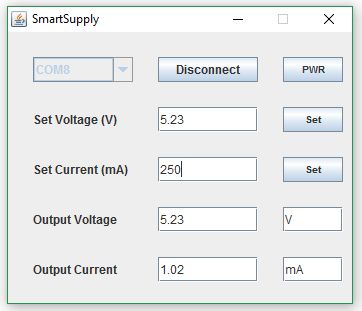 SmartSupply
COM8 Disconnect PWR
Set Voltage (V) 5.23 Set
Set Current (mA) 250 Set
Output Voltage 5.23 V
Output Current 1.02 mA